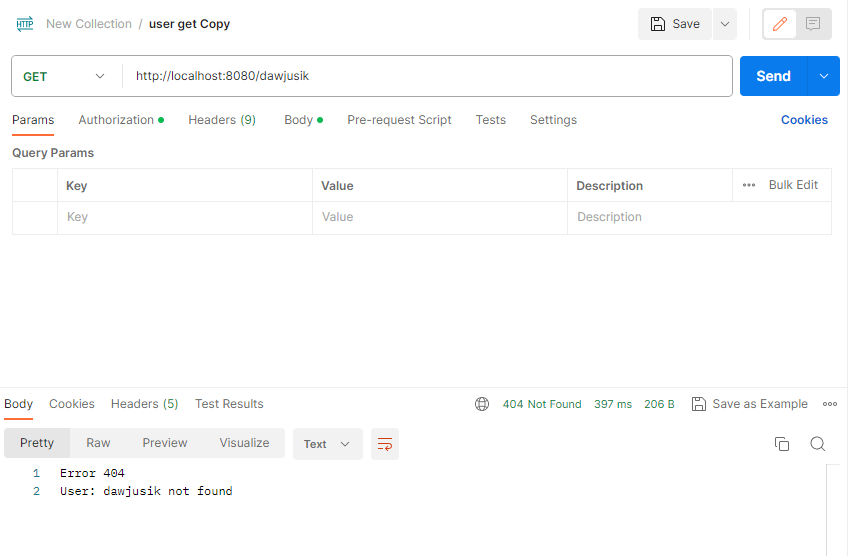 HTTP New Collection / user get Copy Save
GET http://localhost:8080/dawjusik Send
Params Authorization Headers (9) Body Pre-request Script Tests Settings Cookies
Query Params
Key Value Description Bulk Edit
Key Value Description
Body Cookies Headers (5) Test Results 404 Not Found 397 ms 206 B Save as Example
Pretty Raw Preview Visualize Text
1 Error 404
2 User: dawjusik not found